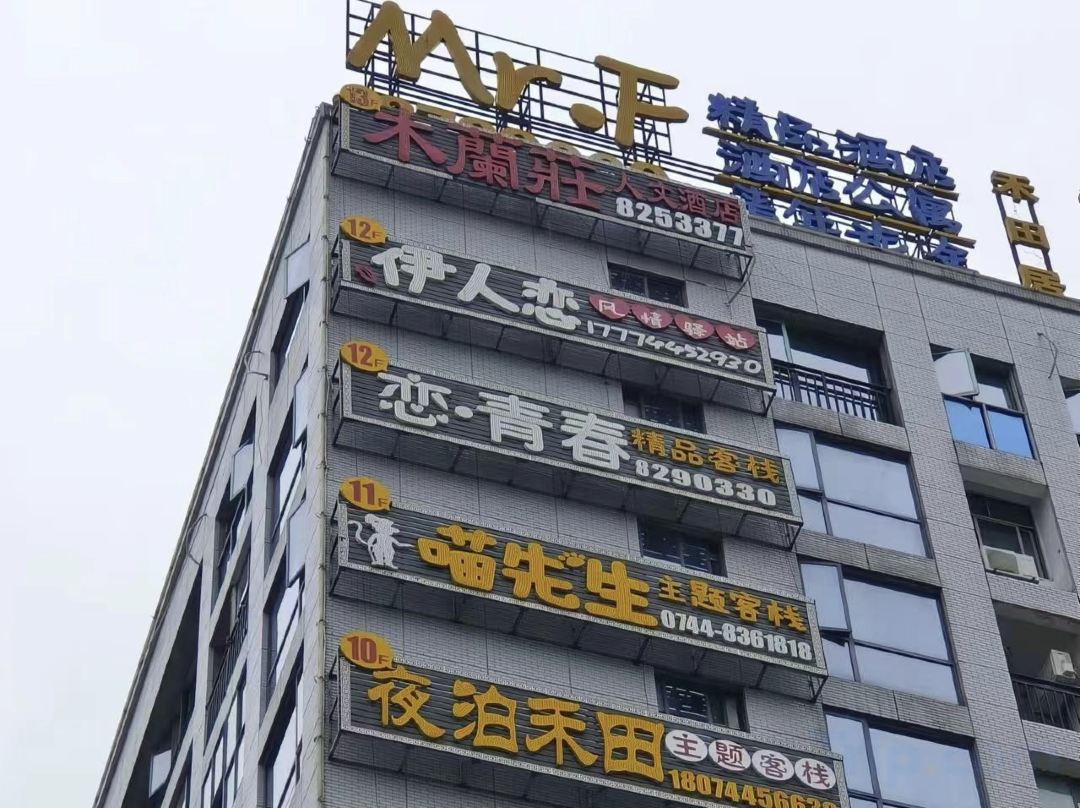 Mr.F
精品酒店
酒店公寓
禾田居
13F
木蘭莊 人文酒店
8253377
12F
伊人恋 风情驿站
17774452930
12F
恋·青春 精品客栈
8290330
11F
喵先生 主题客栈
0744-8361818
10F
夜泊禾田 主题客栈